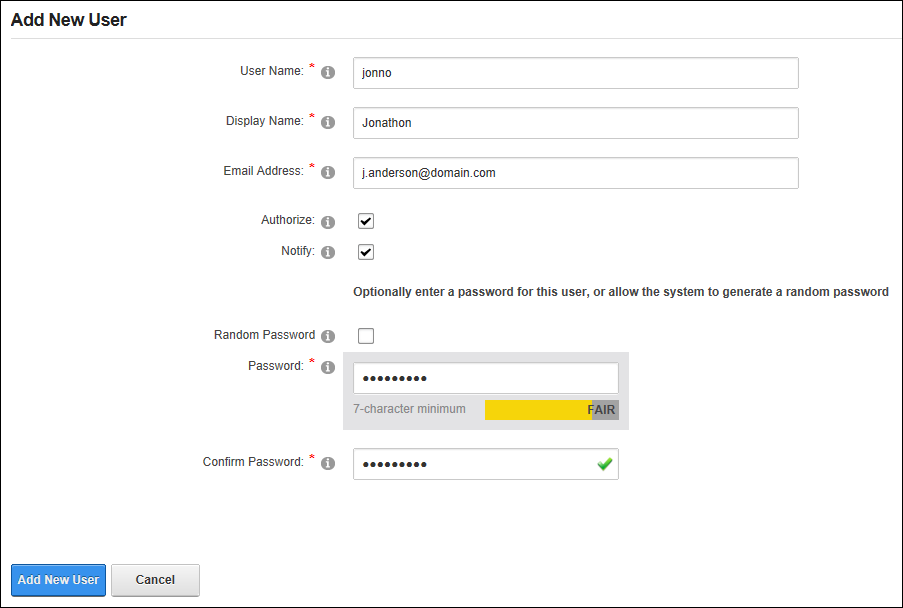 Add New User
User Name: * jonno
Display Name: * Jonathon
Email Address: * j.anderson@domain.com
Authorize:
Notify:
Optionally enter a password for this user, or allow the system to generate a random password
Random Password
Password: * •••••••••
7-character minimum FAIR
Confirm Password: * •••••••••
Add New User Cancel